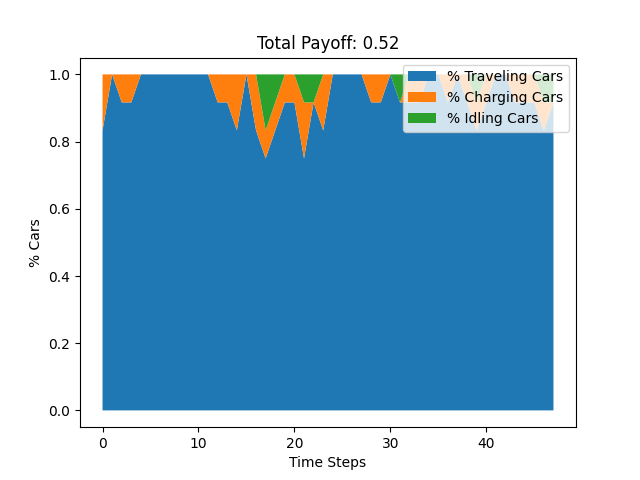 Total Payoff: 0.52
1.0
0.8
0.6
0.4
0.2
0.0
% Cars
% Traveling Cars
% Charging Cars
% Idling Cars
0 10 20 30 40
Time Steps